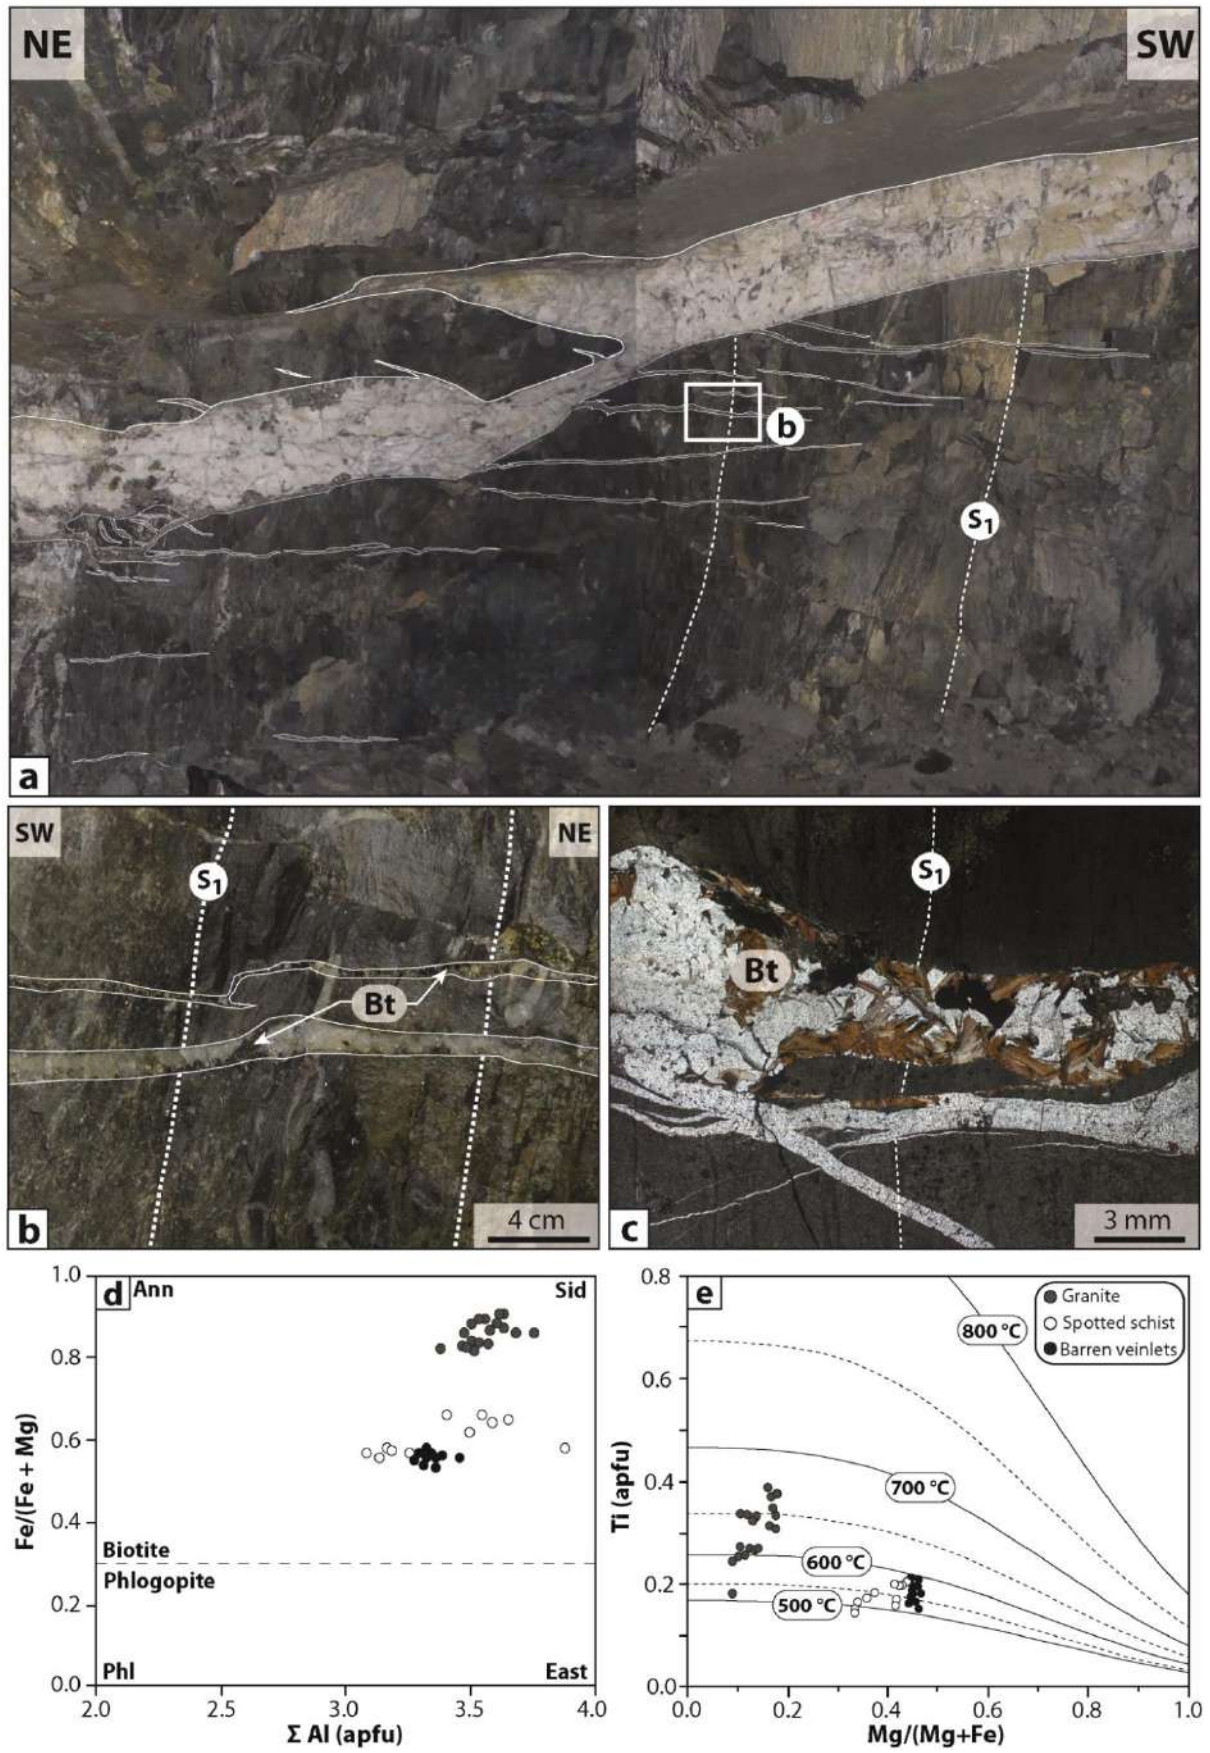 NE
SW
b
S1
a
SW
NE
S1
Bt
b
4 cm
S1
Bt
c
3 mm
d
Ann
Sid
1.0
0.8
0.6
0.4
0.2
0.0
Fe/(Fe + Mg)
Biotite
Phlogopite
Phl
East
2.0 2.5 3.0 3.5 4.0
Σ Al (apfu)
e
Granite
Spotted schist
Barren veinlets
800 °C
700 °C
600 °C
500 °C
0.8
0.6
0.4
0.2
0.0
Ti (apfu)
0.0 0.2 0.4 0.6 0.8 1.0
Mg/(Mg+Fe)